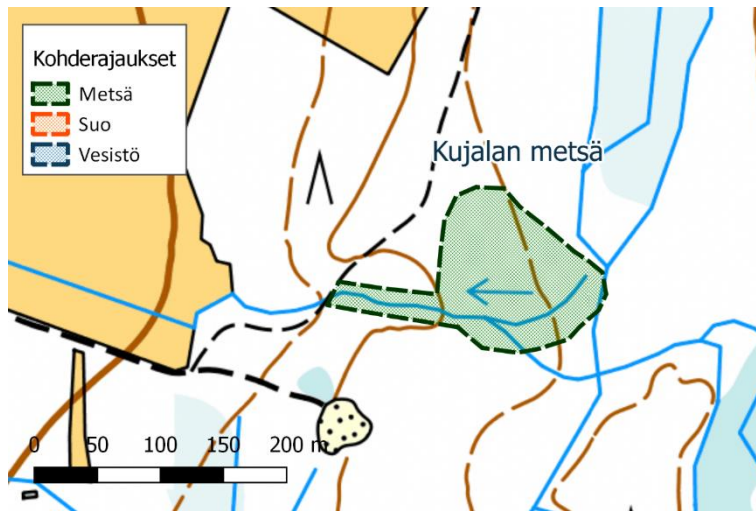 Kohderajaukset
Metsä
Suo
Vesistö
Kujalan metsä
0 50 100 150 200 m